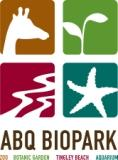 ABQ BIOPARK
ZOO BOTANIC GARDEN TINGLEY BEACH AQUARIUM